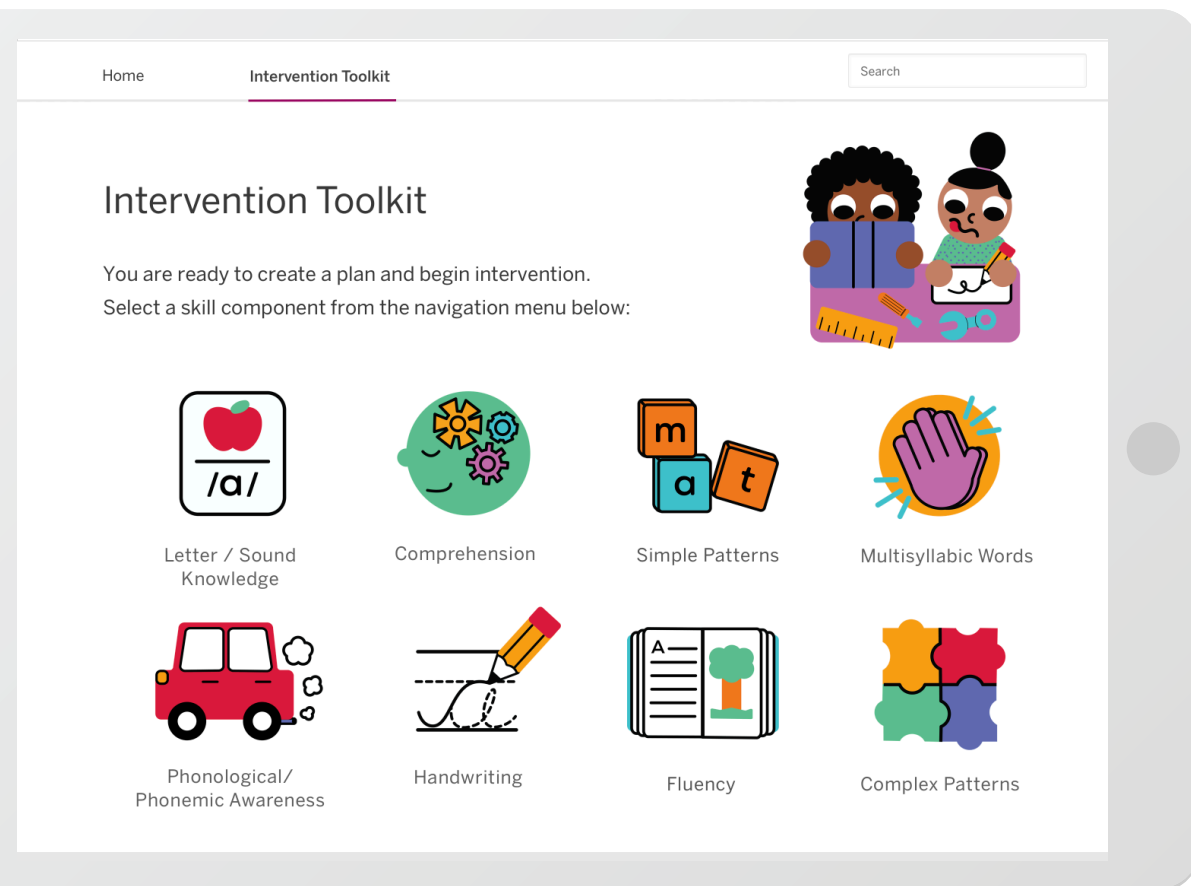 Home
Intervention Toolkit
Search
Intervention Toolkit
You are ready to create a plan and begin intervention.
Select a skill component from the navigation menu below:
/a/
Letter / Sound
Knowledge
Comprehension
m
a
t
Simple Patterns
Multisyllabic Words
Phonological/
Phonemic Awareness
Handwriting
A
Fluency
Complex Patterns